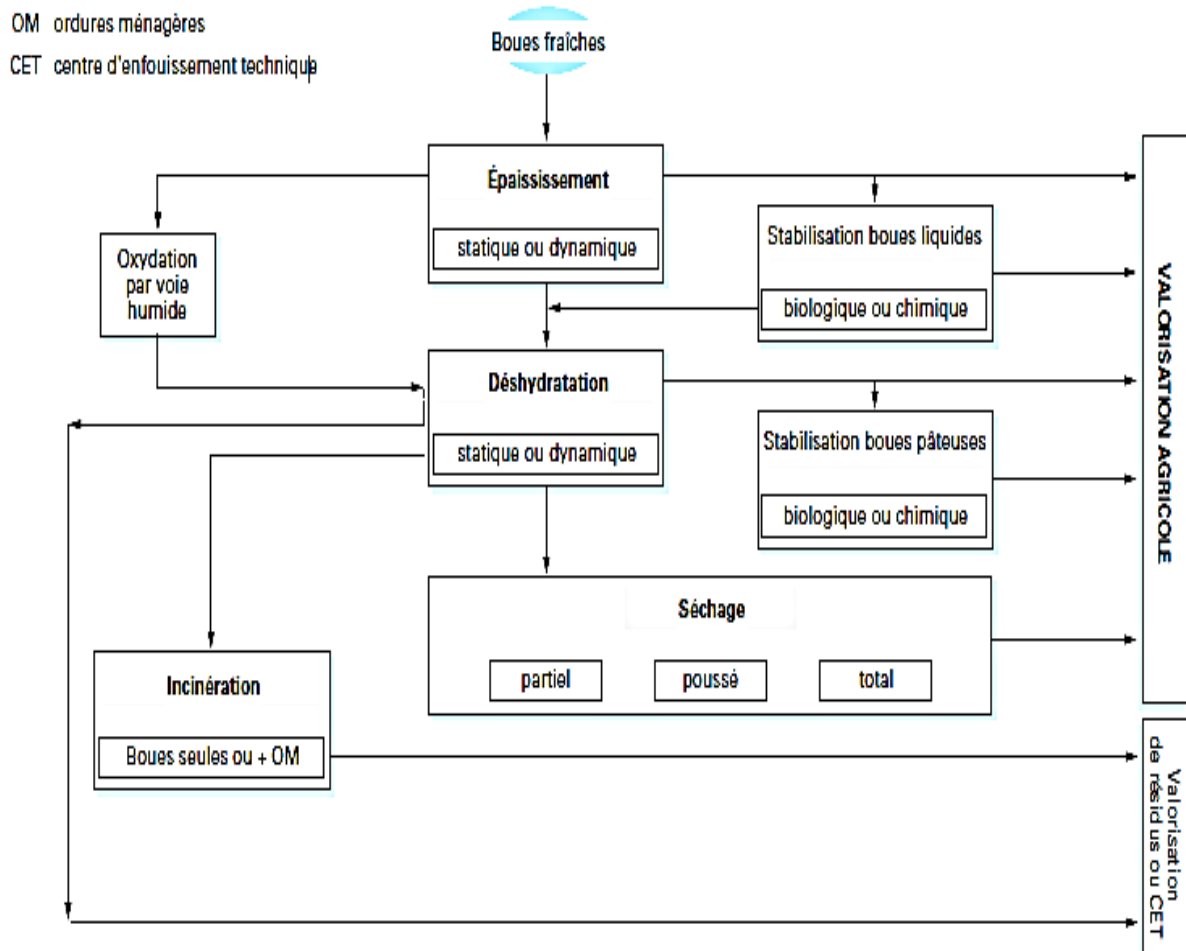 OM ordures ménagères
CET centre d'enfouissement technique
Boues fraîches
Épaississement
statique ou dynamique
Oxydation
par voie
humide
Stabilisation boues liquides
biologique ou chimique
Déshydratation
statique ou dynamique
Stabilisation boues pâteuses
biologique ou chimique
Séchage
partiel
poussé
total
Incinération
Boues seules ou + OM
VALORISATION AGRICOLE
Valorisation
de résidus ou CET